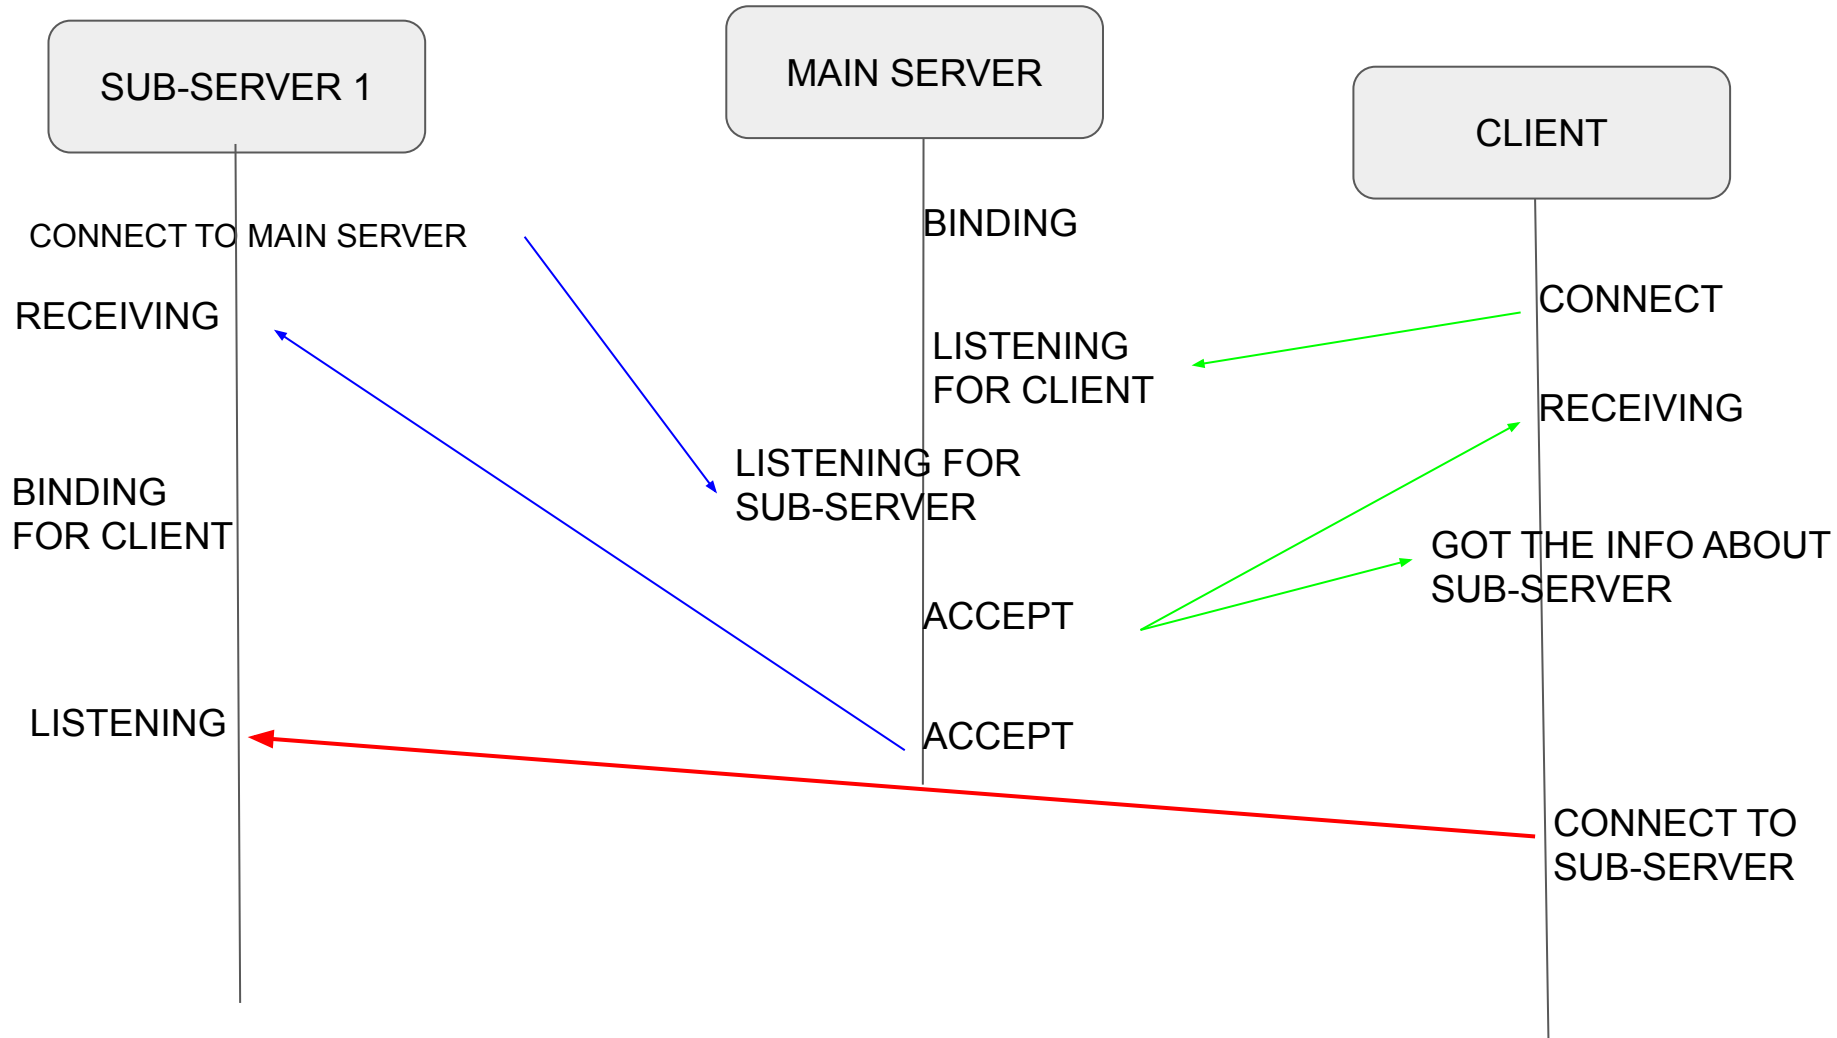 SUB-SERVER 1
MAIN SERVER
CLIENT
CONNECT TO MAIN SERVER
BINDING
RECEIVING
CONNECT
LISTENING
FOR CLIENT
RECEIVING
LISTENING FOR
SUB-SERVER
BINDING
FOR CLIENT
GOT THE INFO ABOUT
SUB-SERVER
ACCEPT
LISTENING
ACCEPT
CONNECT TO
SUB-SERVER